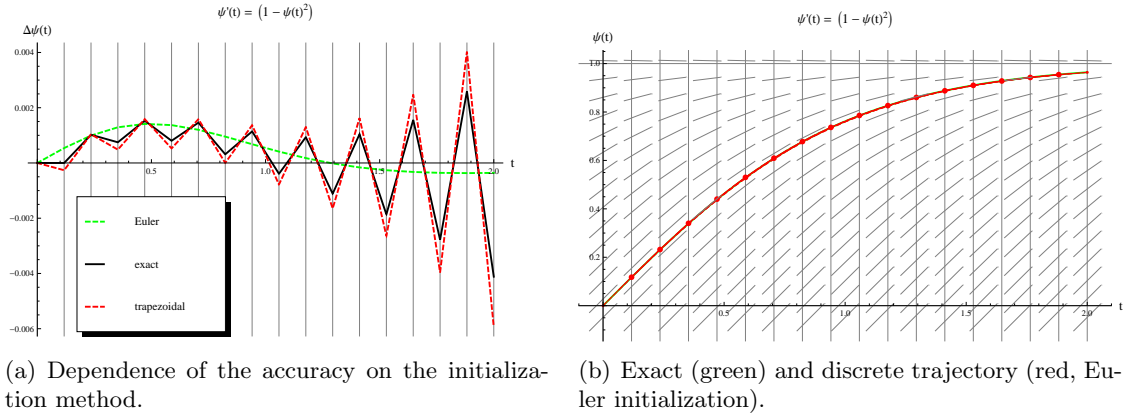 ψ'(t) = (1 − ψ(t)²)
Δψ(t)
0.004
0.002
−0.002
−0.004
−0.006
0.5
1.0
1.5
2.0
t
Euler
exact
trapezoidal
(a) Dependence of the accuracy on the initializa-
tion method.
ψ'(t) = (1 − ψ(t)²)
ψ(t)
1.0
0.8
0.6
0.4
0.2
0.5
1.0
1.5
2.0
t
(b) Exact (green) and discrete trajectory (red, Eu-
ler initialization).